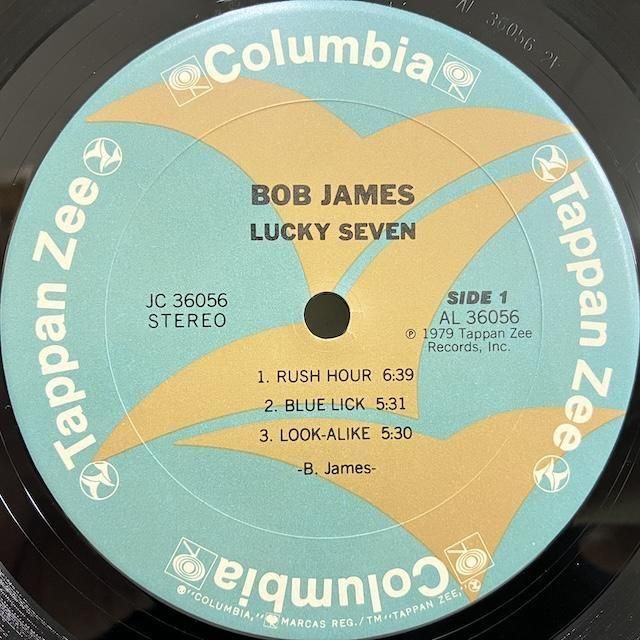 AL 36056 2F
Columbia
Tappan Zee
Tappan Zee
BOB JAMES
LUCKY SEVEN
JC 36056
STEREO
SIDE 1
AL 36056
Ⓟ 1979 Tappan Zee
Records, Inc.
1. RUSH HOUR 6:39
2. BLUE LICK 5:31
3. LOOK-ALIKE 5:30
-B. James-
Columbia
®"COLUMBIA," MARCAS REG./TM "TAPPAN ZEE,"